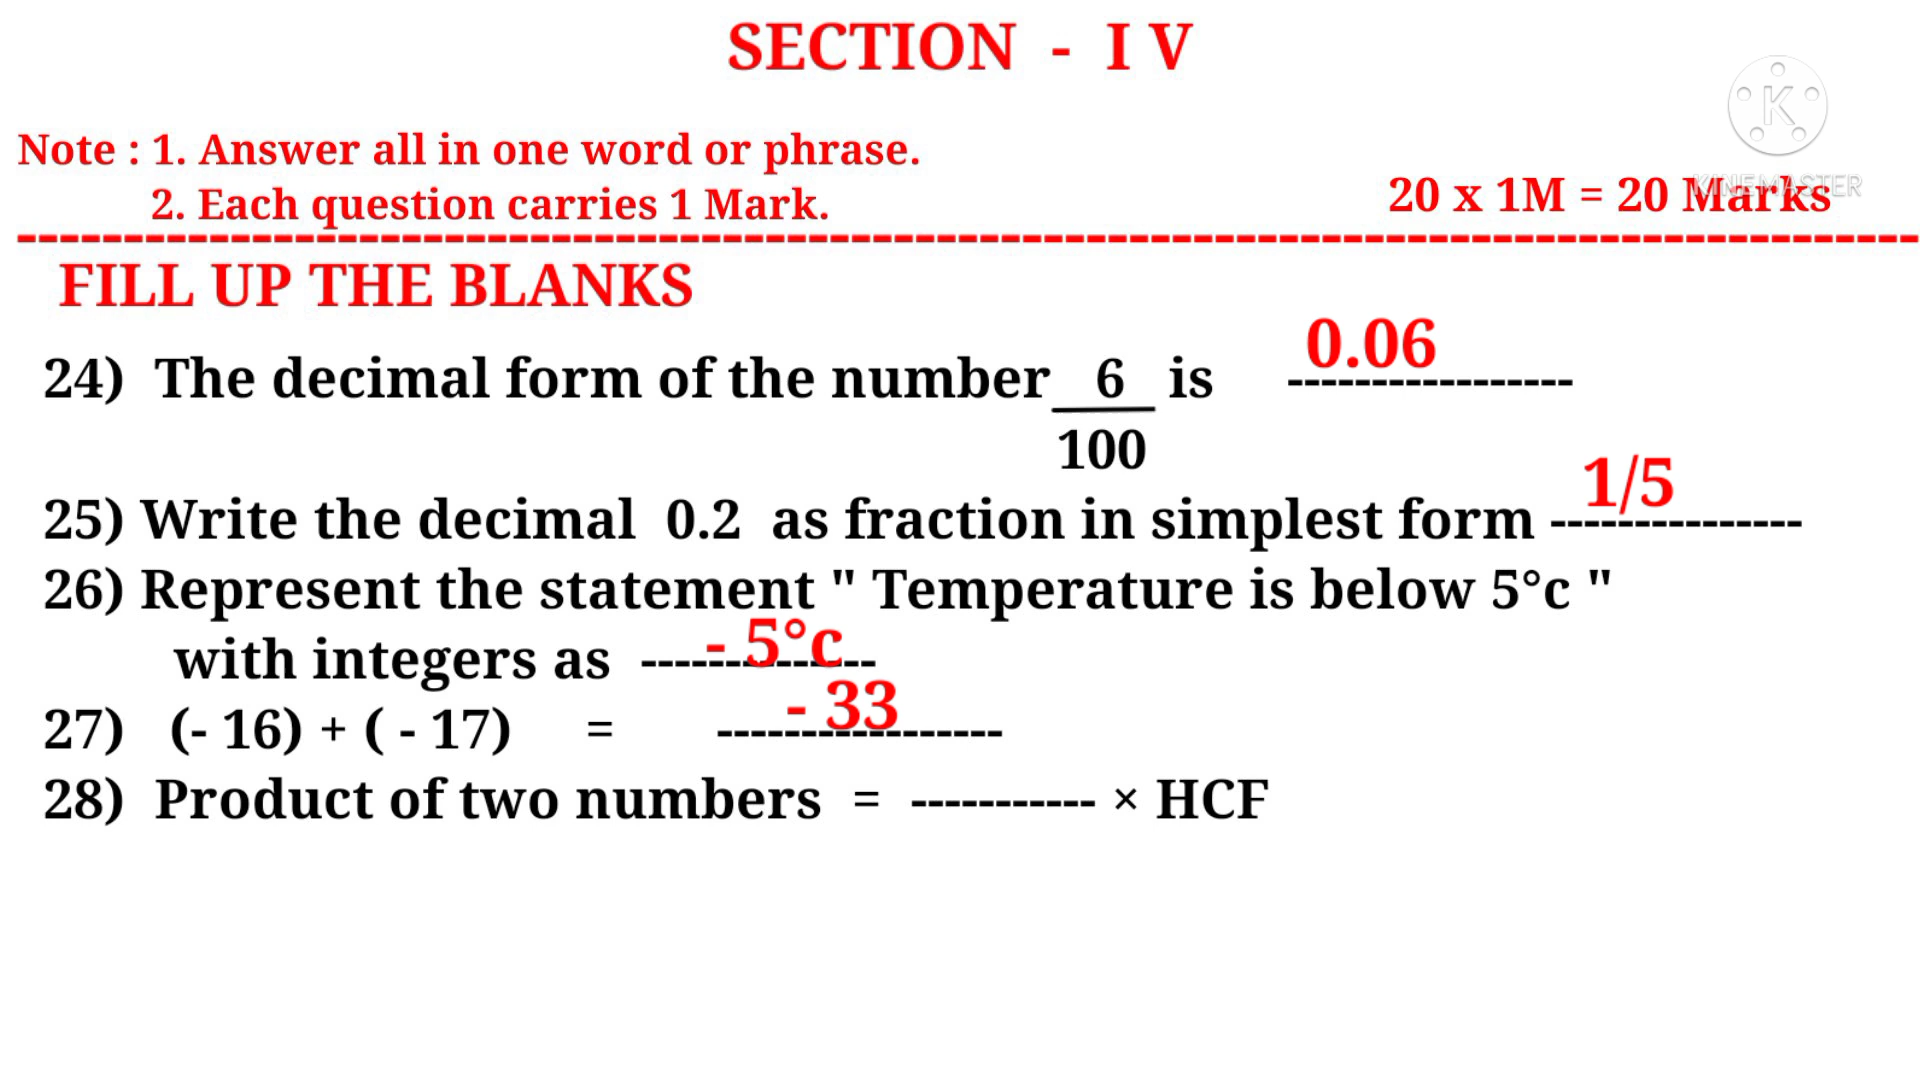 SECTION - I V
K
KINEMASTER
Note : 1. Answer all in one word or phrase.
2. Each question carries 1 Mark.
20 x 1M = 20 Marks
FILL UP THE BLANKS
24) The decimal form of the number 6/100 is ----------------- 0.06
25) Write the decimal 0.2 as fraction in simplest form --------------- 1/5
26) Represent the statement " Temperature is below 5°c "
with integers as -------------- - 5°c
27) (- 16) + ( - 17) = ----------------- - 33
28) Product of two numbers = ----------- × HCF